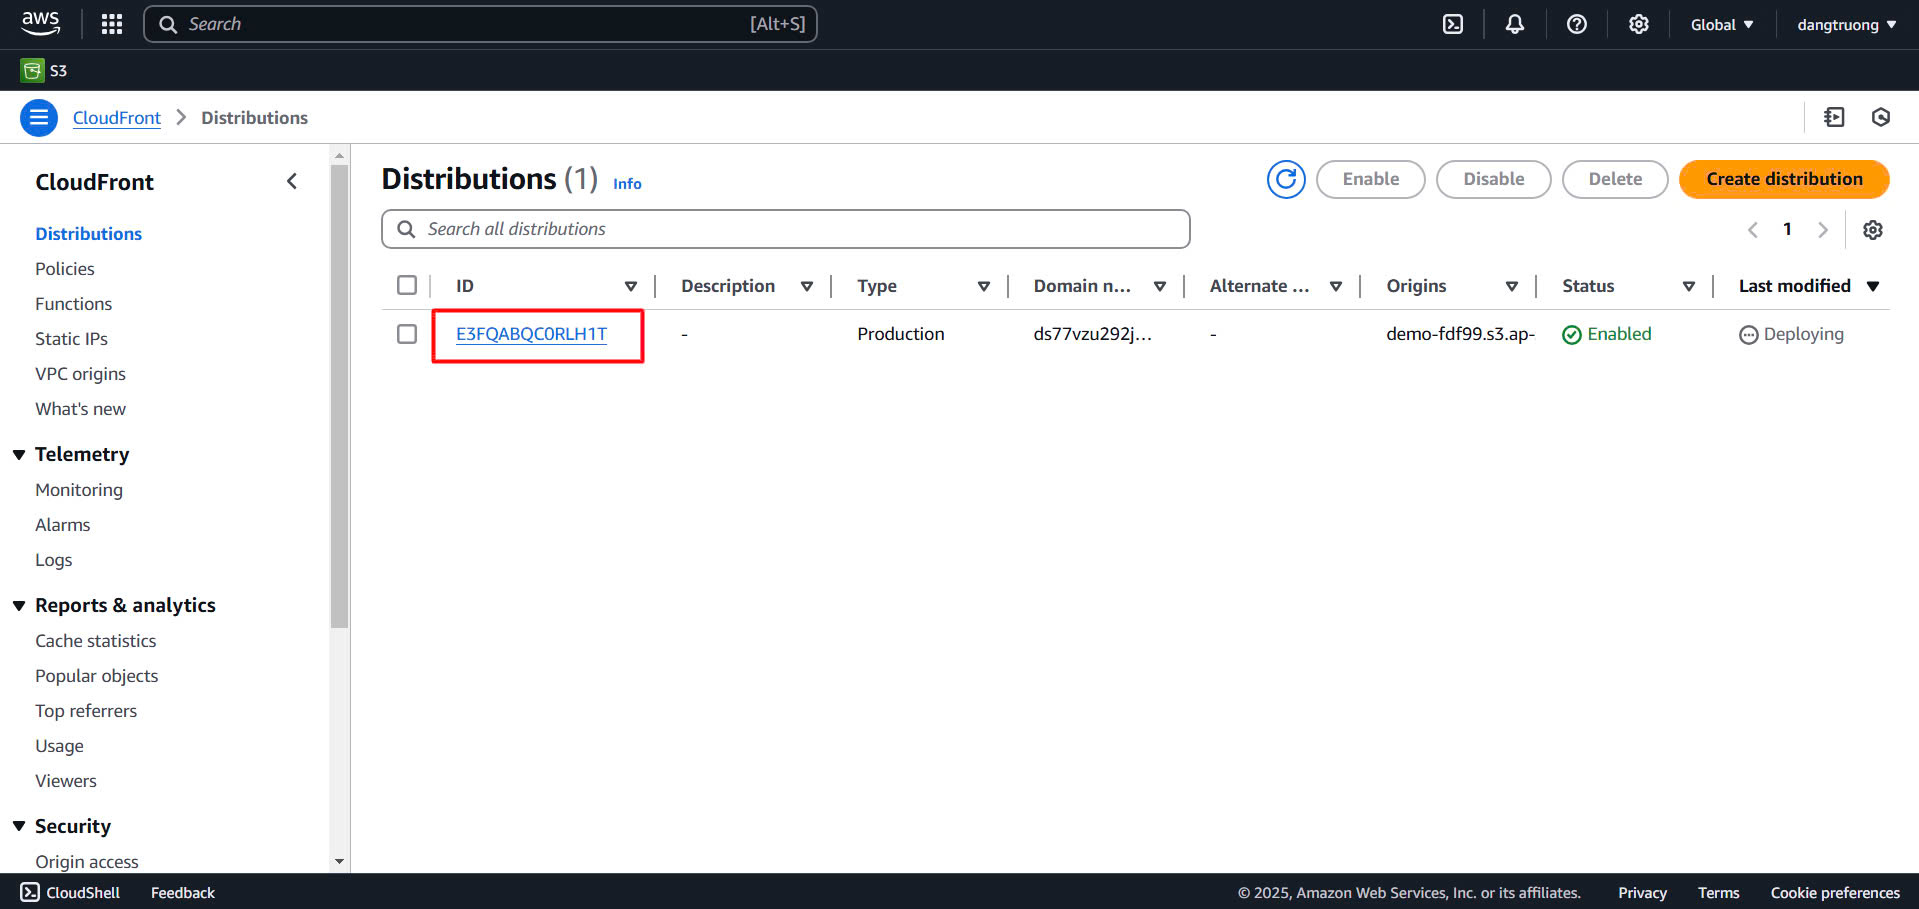 aws
Search [Alt+S]
Global
dangtruong
S3
CloudFront
Distributions
CloudFront
Distributions
Policies
Functions
Static IPs
VPC origins
What's new
Telemetry
Monitoring
Alarms
Logs
Reports & analytics
Cache statistics
Popular objects
Top referrers
Usage
Viewers
Security
Origin access
Distributions (1) Info
Enable
Disable
Delete
Create distribution
Search all distributions
1
ID Description Type Domain n... Alternate ... Origins Status Last modified
E3FQABQC0RLH1T - Production ds77vzu292j... - demo-fdf99.s3.ap- Enabled Deploying
CloudShell Feedback © 2025, Amazon Web Services, Inc. or its affiliates. Privacy Terms Cookie preferences